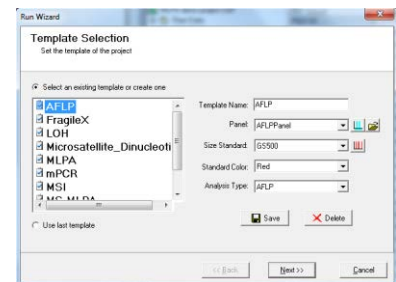 Run Wizard
Template Selection
Set the template of the project
Select an existing template or create one
AFLP
FragileX
LOH
Microsatellite_Dinucleoti
MLPA
mPCR
MSI
MS-MLPA
Use last template
Template Name: AFLP
Panel: AFLPPanel
Size Standard: GS500
Standard Color: Red
Analysis Type: AFLP
Save
Delete
<< Back
Next >>
Cancel